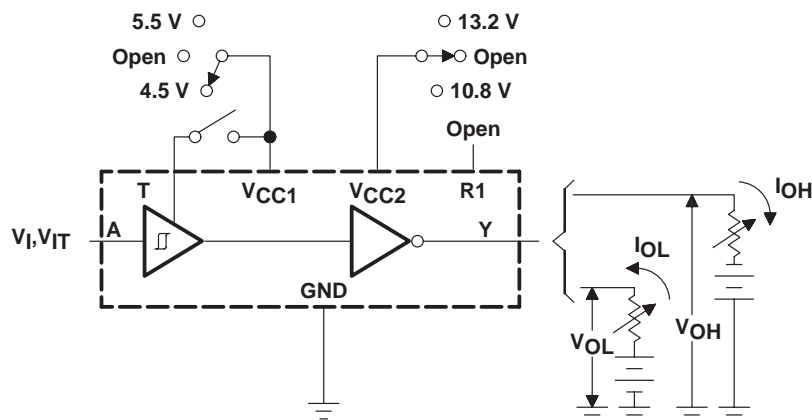 5.5 V
13.2 V
Open
Open
4.5 V
10.8 V
Open
T
VCC1
VCC2
R1
VI,VIT
A
Y
GND
IOH
IOL
VOL
VOH